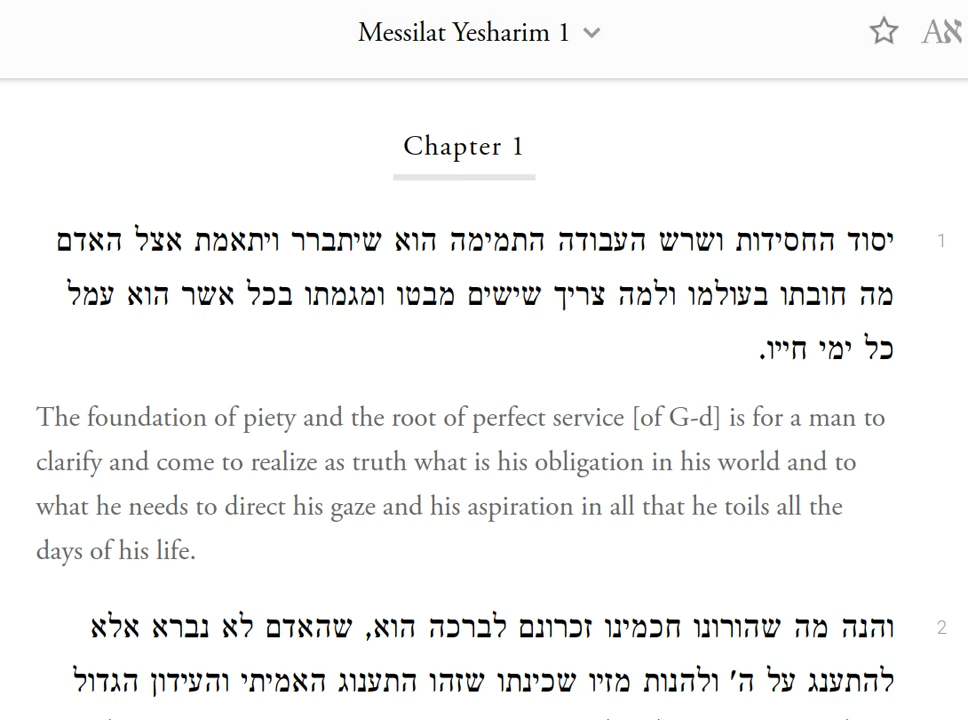 Messilat Yesharim 1
Aא
Chapter 1
1
יסוד החסידות ושרש העבודה התמימה הוא שיתברר ויתאמת אצל האדם
מה חובתו בעולמו ולמה צריך שישים מבטו ומגמתו בכל אשר הוא עמל
כל ימי חייו.
The foundation of piety and the root of perfect service [of G-d] is for a man to
clarify and come to realize as truth what is his obligation in his world and to
what he needs to direct his gaze and his aspiration in all that he toils all the
days of his life.
2
והנה מה שהורונו חכמינו זכרונם לברכה הוא, שהאדם לא נברא אלא
להתענג על ה' ולהנות מזיו שכינתו שזהו התענוג האמיתי והעידון הגדול